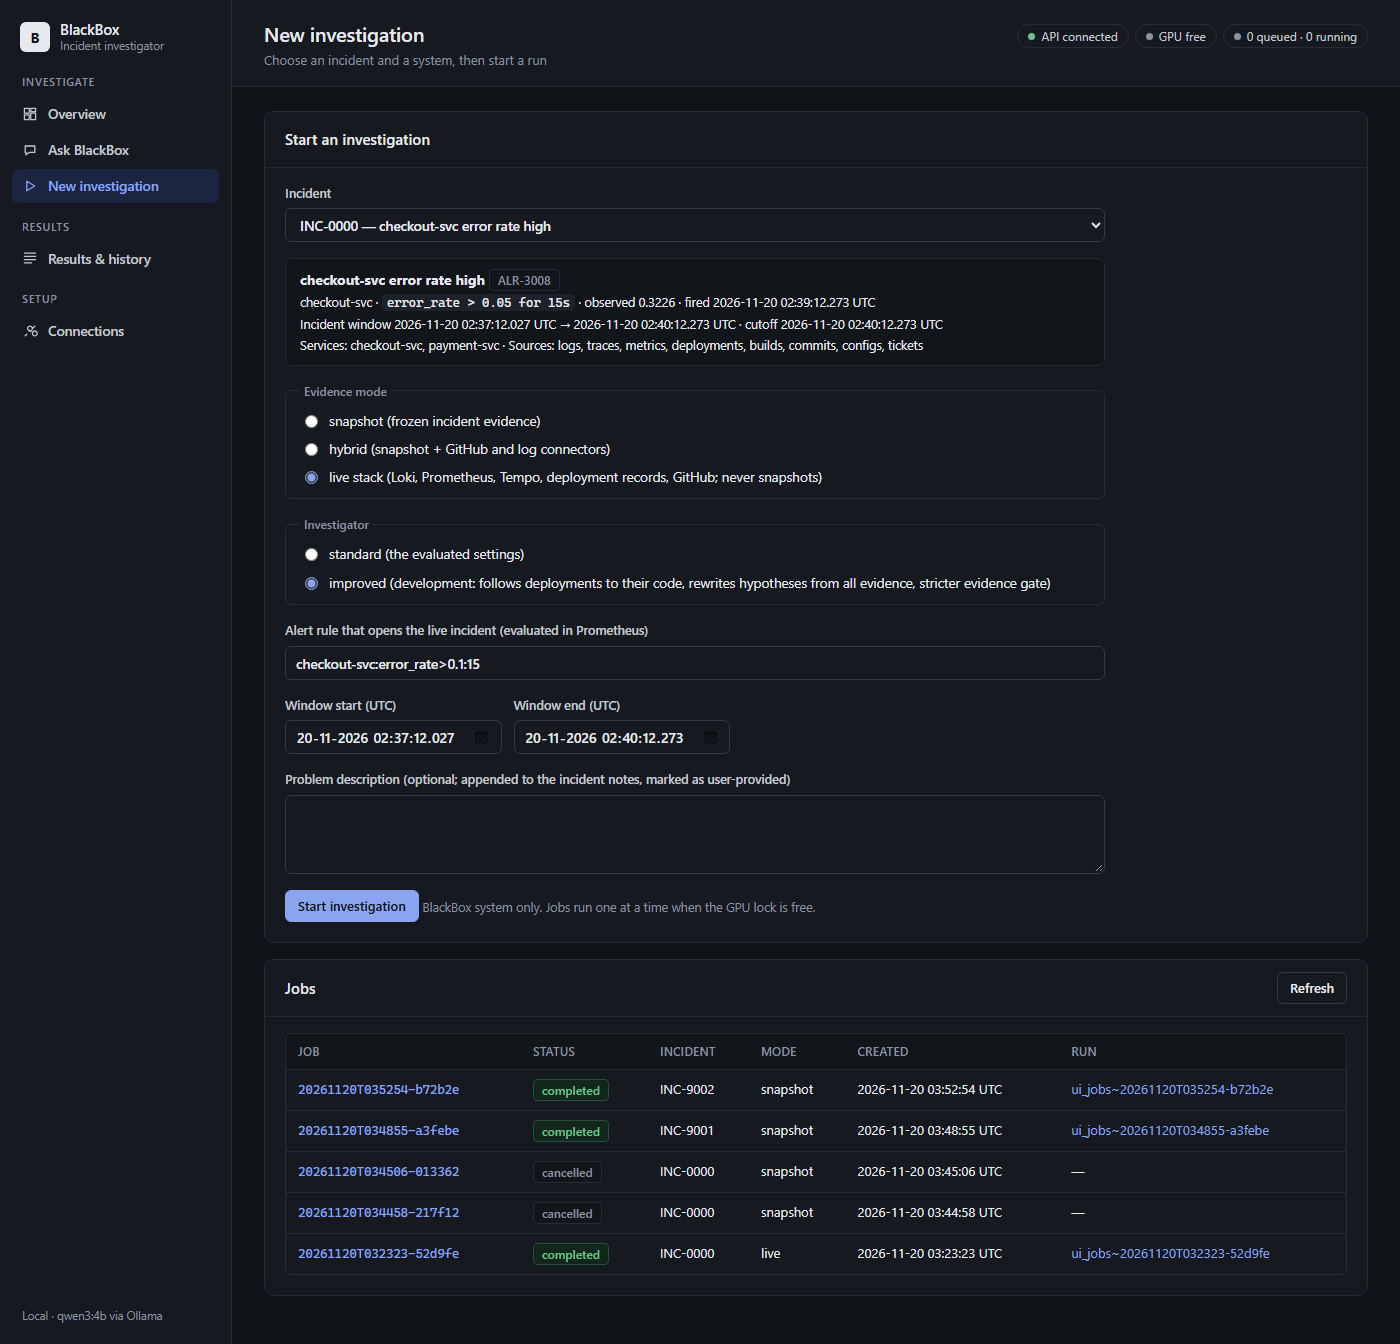 B
BlackBox
Incident investigator
INVESTIGATE
Overview
Ask BlackBox
New investigation
RESULTS
Results & history
SETUP
Connections
Local · qwen3:4b via Ollama
New investigation
Choose an incident and a system, then start a run
API connected
GPU free
0 queued · 0 running
Start an investigation
Incident
INC-0000 — checkout-svc error rate high
checkout-svc error rate high ALR-3008
checkout-svc · error_rate > 0.05 for 15s · observed 0.3226 · fired 2026-11-20 02:39:12.273 UTC
Incident window 2026-11-20 02:37:12.027 UTC → 2026-11-20 02:40:12.273 UTC · cutoff 2026-11-20 02:40:12.273 UTC
Services: checkout-svc, payment-svc · Sources: logs, traces, metrics, deployments, builds, commits, configs, tickets
Evidence mode
snapshot (frozen incident evidence)
hybrid (snapshot + GitHub and log connectors)
live stack (Loki, Prometheus, Tempo, deployment records, GitHub; never snapshots)
Investigator
standard (the evaluated settings)
improved (development: follows deployments to their code, rewrites hypotheses from all evidence, stricter evidence gate)
Alert rule that opens the live incident (evaluated in Prometheus)
checkout-svc:error_rate>0.1:15
Window start (UTC) Window end (UTC)
20-11-2026 02:37:12.027 20-11-2026 02:40:12.273
Problem description (optional; appended to the incident notes, marked as user-provided)
Start investigation BlackBox system only. Jobs run one at a time when the GPU lock is free.
Jobs
Refresh
JOB STATUS INCIDENT MODE CREATED RUN
20261120T035254-b72b2e completed INC-9002 snapshot 2026-11-20 03:52:54 UTC ui_jobs~20261120T035254-b72b2e
20261120T034855-a3febe completed INC-9001 snapshot 2026-11-20 03:48:55 UTC ui_jobs~20261120T034855-a3febe
20261120T034506-013362 cancelled INC-0000 snapshot 2026-11-20 03:45:06 UTC —
20261120T034458-217f12 cancelled INC-0000 snapshot 2026-11-20 03:44:58 UTC —
20261120T032323-52d9fe completed INC-0000 live 2026-11-20 03:23:23 UTC ui_jobs~20261120T032323-52d9fe